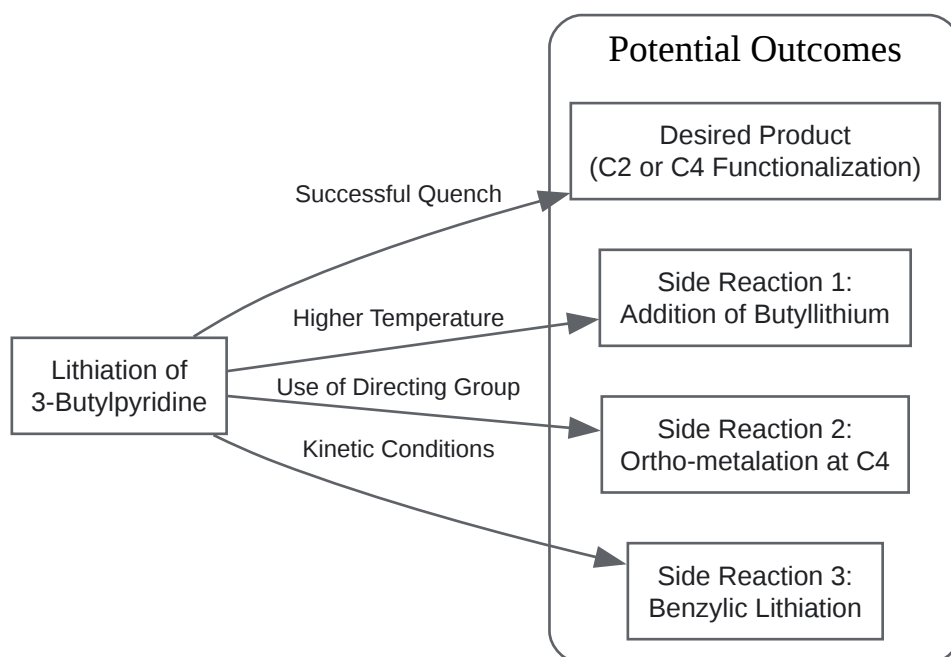 Potential Outcomes
Desired Product
(C2 or C4 Functionalization)
Successful Quench
Side Reaction 1:
Addition of Butyllithium
Higher Temperature
Lithiation of
3-Butylpyridine
Use of Directing Group
Side Reaction 2:
Ortho-metalation at C4
Kinetic Conditions
Side Reaction 3:
Benzylic Lithiation